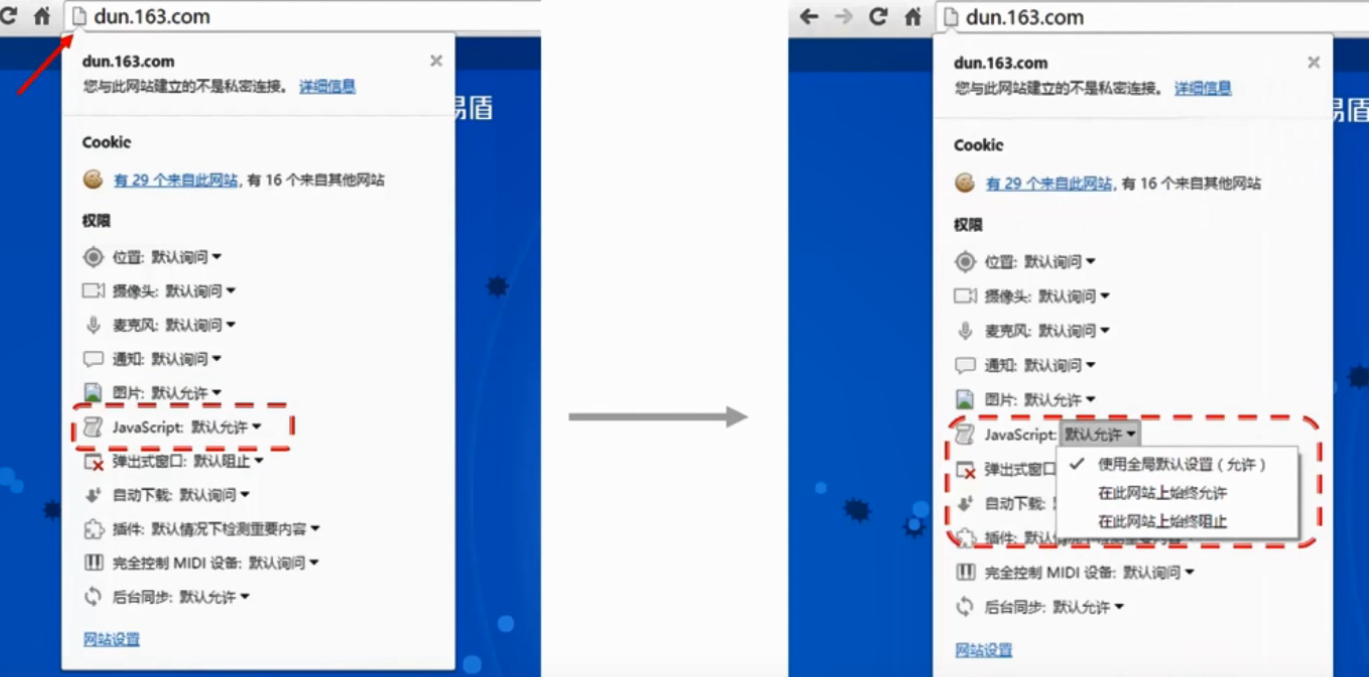 dun.163.com
dun.163.com
您与此网站建立的不是私密连接。 详细信息
易盾
Cookie
有 29 个来自此网站, 有 16 个来自其他网站
权限
位置: 默认询问
摄像头: 默认询问
麦克风: 默认询问
通知: 默认询问
图片: 默认允许
JavaScript: 默认允许
弹出式窗口: 默认阻止
自动下载: 默认询问
插件: 默认情况下检测重要内容
完全控制 MIDI 设备: 默认询问
后台同步: 默认允许
网站设置
dun.163.com
dun.163.com
您与此网站建立的不是私密连接。 详细信息
易盾
Cookie
有 29 个来自此网站, 有 16 个来自其他网站
权限
位置: 默认询问
摄像头: 默认询问
麦克风: 默认询问
通知: 默认询问
图片: 默认允许
JavaScript: 默认允许
使用全局默认设置 ( 允许 )
在此网站上始终允许
在此网站上始终阻止
弹出式窗口
自动下载:
插件:
完全控制 MIDI 设备: 默认询问
后台同步: 默认允许
网站设置